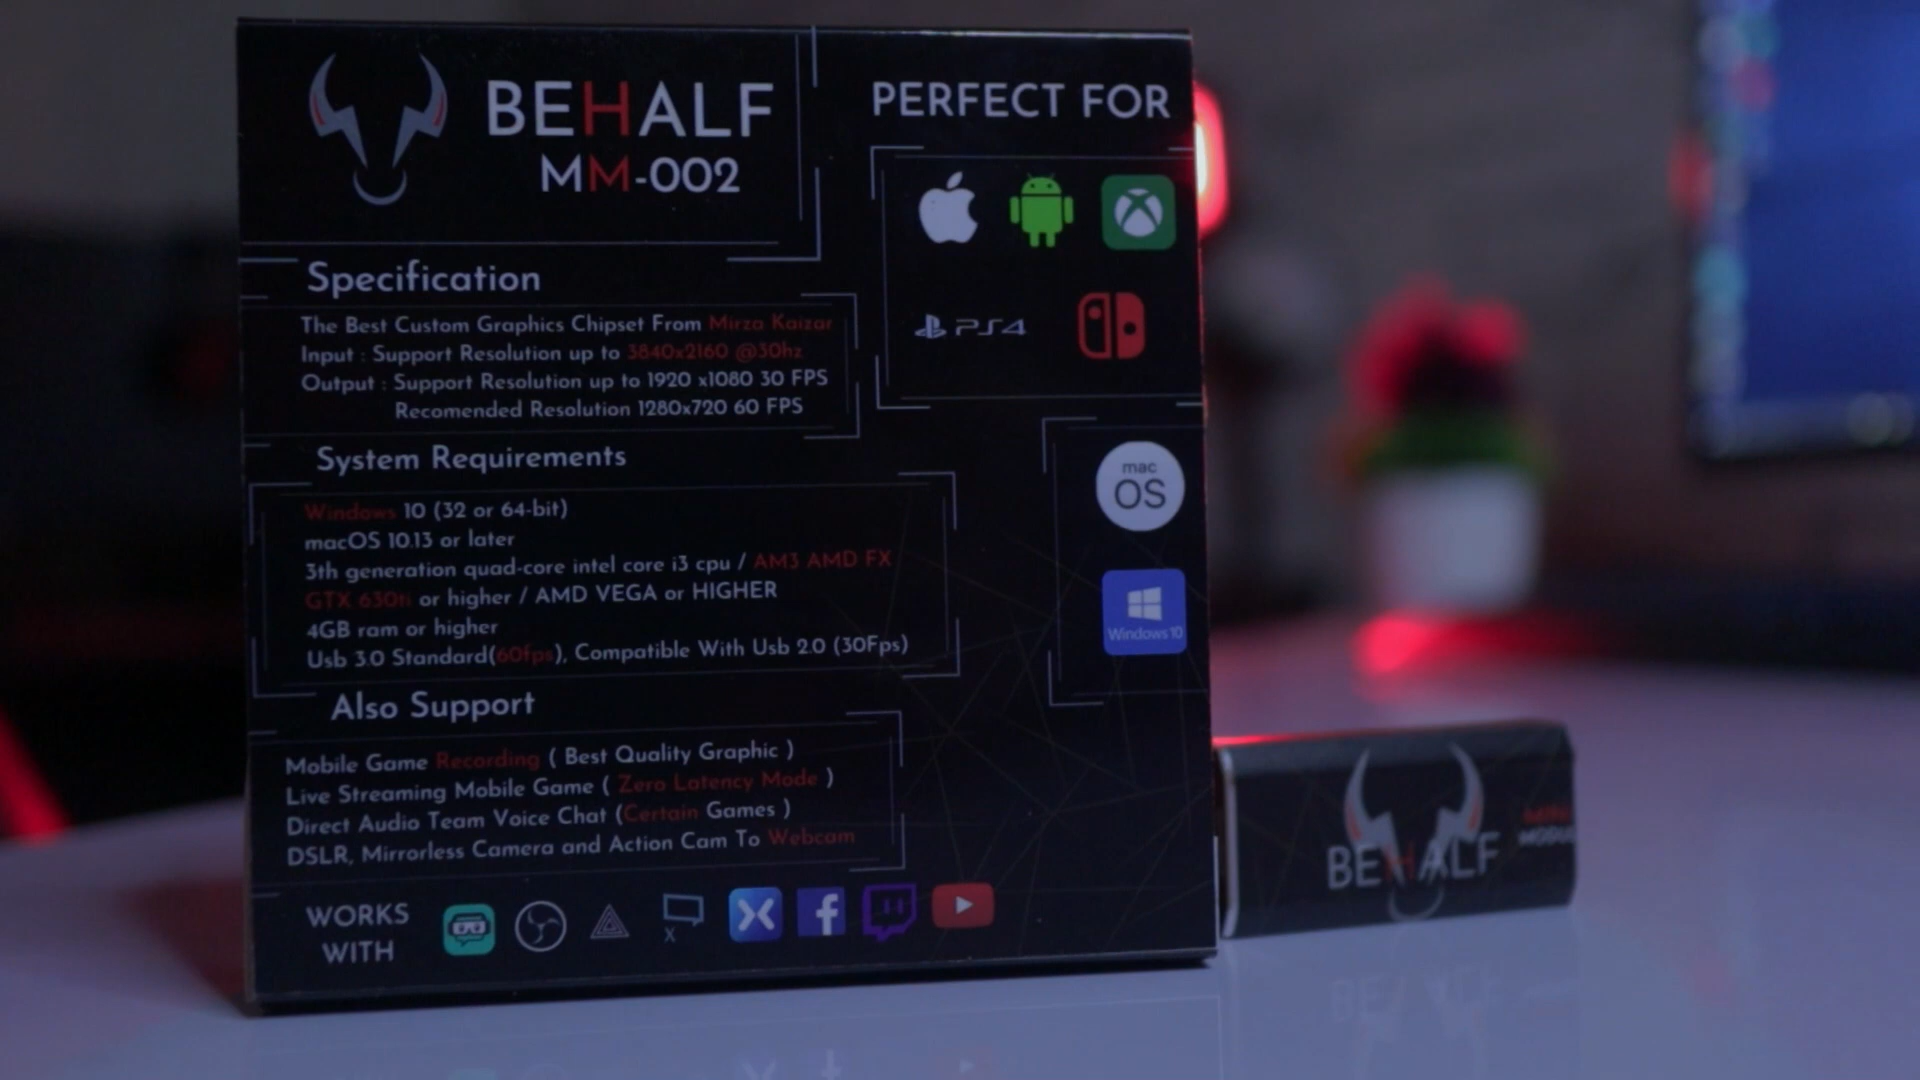 BEHALF
MM-002
PERFECT FOR
PS4
Specification
The Best Custom Graphics Chipset From Mirza Kaizar
Input : Support Resolution up to 3840x2160 @30hz
Output : Support Resolution up to 1920 x1080 30 FPS
Recomended Resolution 1280x720 60 FPS
System Requirements
Windows 10 (32 or 64-bit)
macOS 10.13 or later
3th generation quad-core intel core i3 cpu / AM3 AMD FX
GTX 630ti or higher / AMD VEGA or HIGHER
4GB ram or higher
Usb 3.0 Standard(60fps), Compatible With Usb 2.0 (30Fps)
mac
OS
Windows 10
Also Support
Mobile Game Recording ( Best Quality Graphic )
Live Streaming Mobile Game ( Zero Latency Mode )
Direct Audio Team Voice Chat (Certain Games )
DSLR, Mirrorless Camera and Action Cam To Webcam
WORKS
WITH
BEHALF